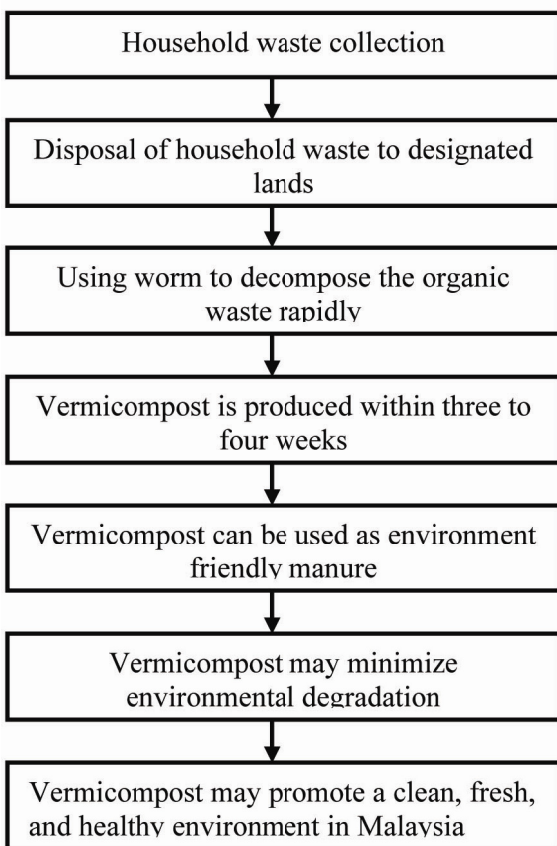 Household waste collection
Disposal of household waste to designated
lands
Using worm to decompose the organic
waste rapidly
Vermicompost is produced within three to
four weeks
Vermicompost can be used as environment
friendly manure
Vermicompost may minimize
environmental degradation
Vermicompost may promote a clean, fresh,
and healthy environment in Malaysia